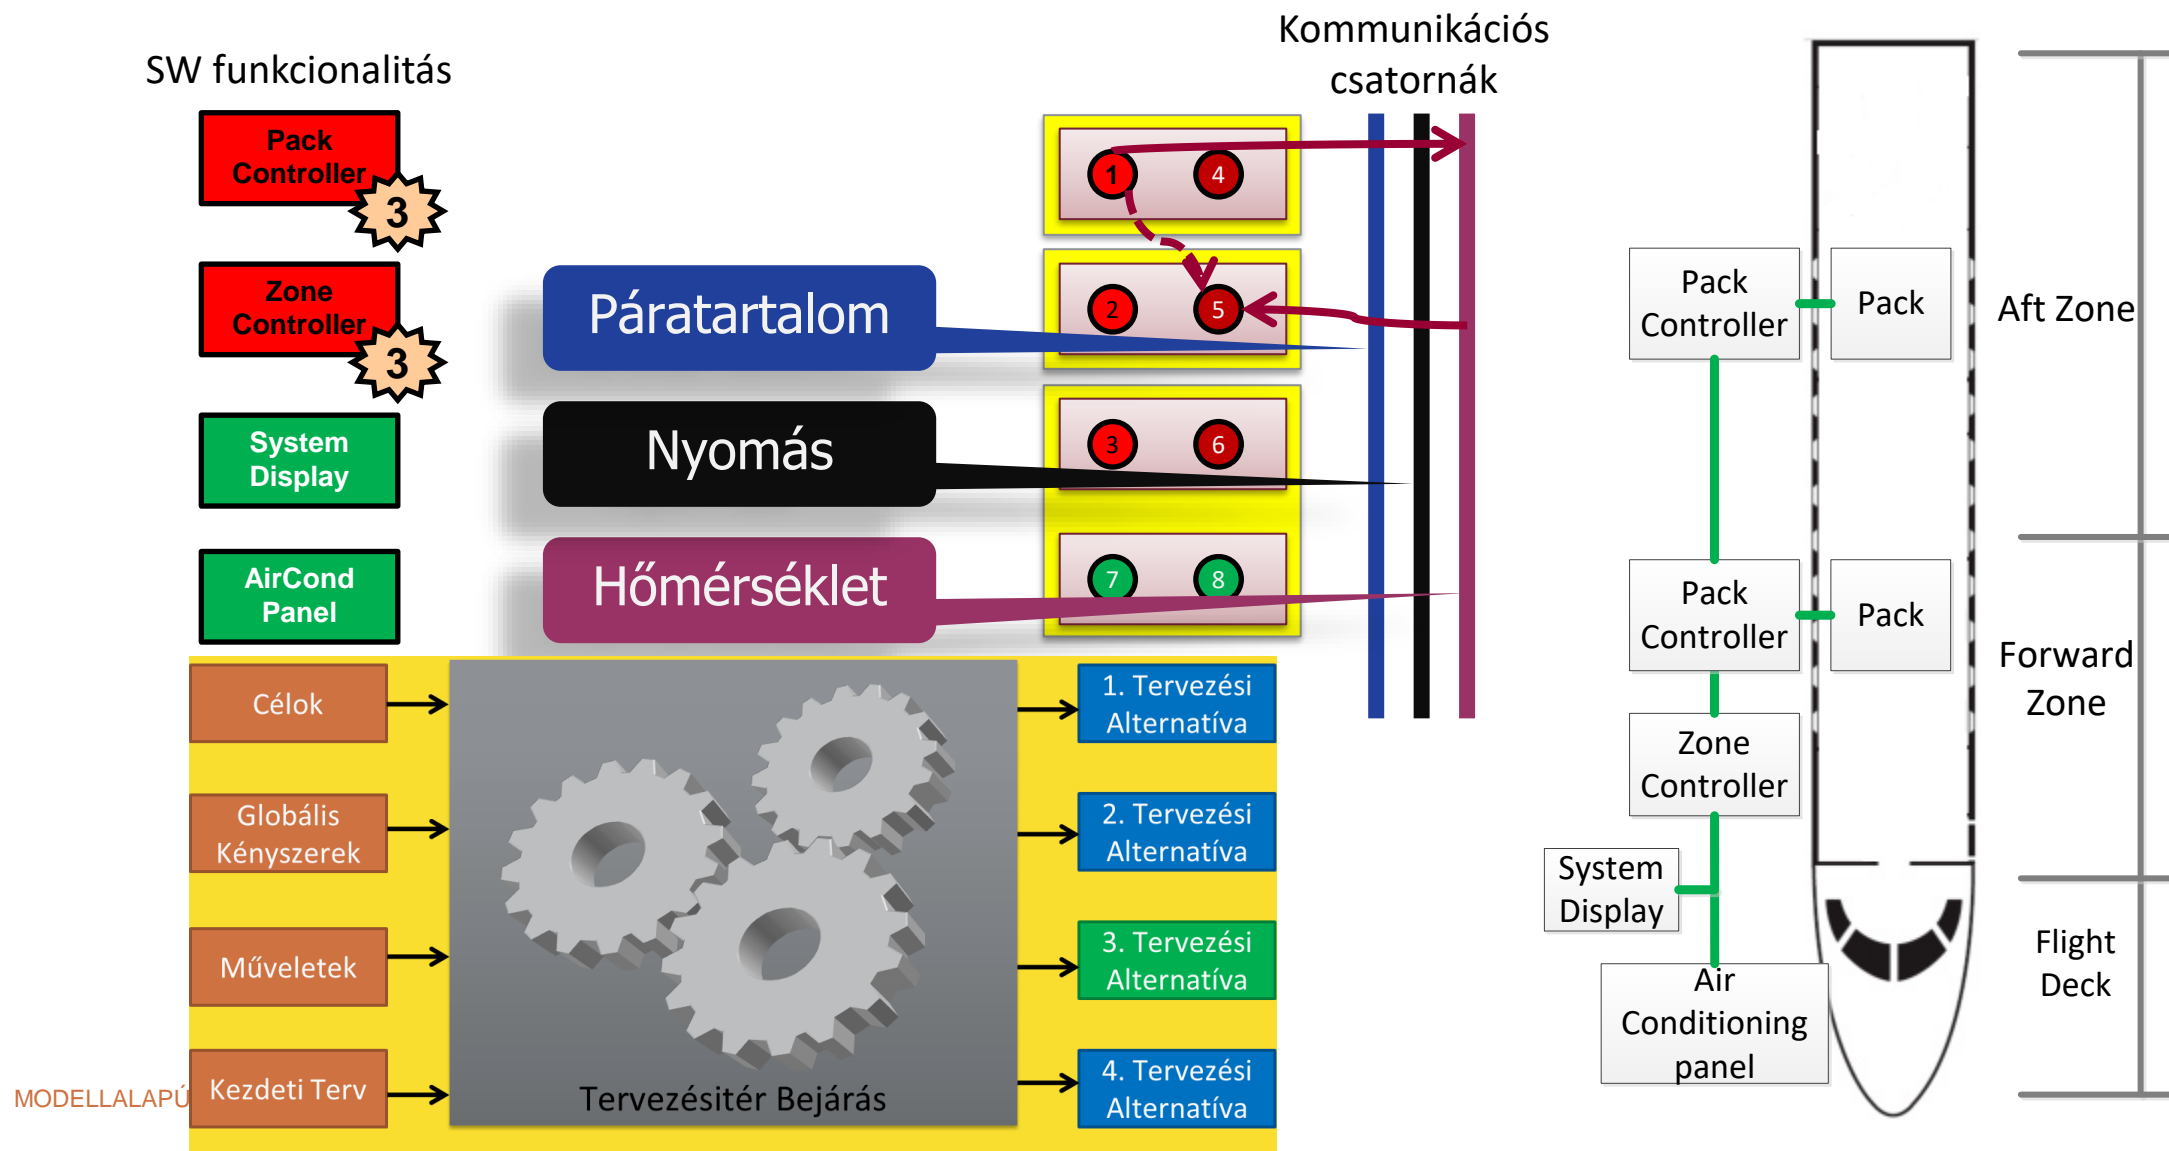 SW funkcionalitás
Pack
Controller
3
Zone
Controller
3
System
Display
AirCond
Panel
Páratartalom
Nyomás
Hőmérséklet
Kommunikációs
csatornák
1
4
2
5
3
6
7
8
Célok
Globális
Kényszerek
Műveletek
Kezdeti Terv
MODELLALAPÚ
Tervezésitér Bejárás
1. Tervezési
Alternatíva
2. Tervezési
Alternatíva
3. Tervezési
Alternatíva
4. Tervezési
Alternatíva
Pack
Controller
Pack
Aft Zone
Pack
Controller
Pack
Forward
Zone
Zone
Controller
System
Display
Air
Conditioning
panel
Flight
Deck